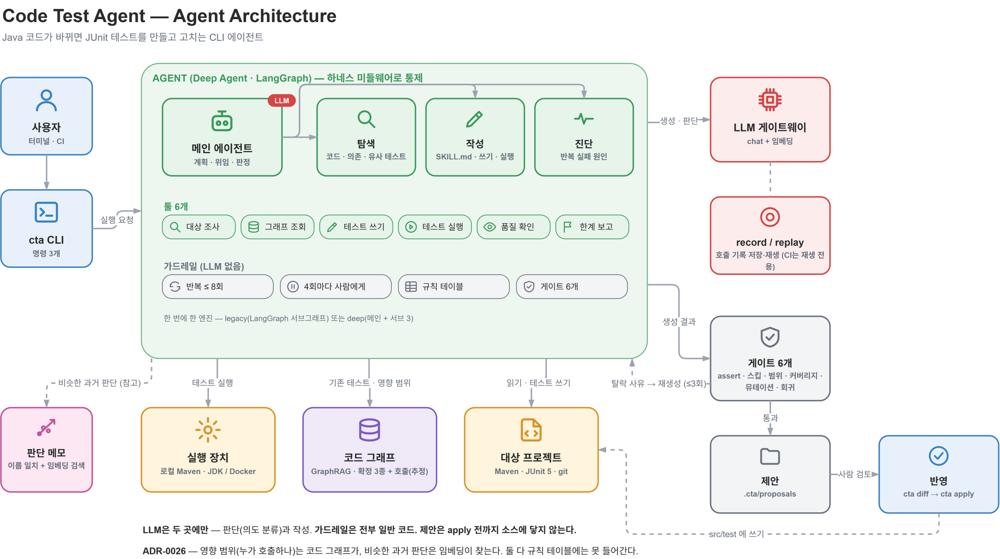 Code Test Agent — Agent Architecture
Java 코드가 바뀌면 JUnit 테스트를 만들고 고치는 CLI 에이전트
사용자
터미널 · CI
cta CLI
명령 3개
실행 요청
AGENT (Deep Agent · LangGraph) — 하네스 미들웨어로 통제
LLM
메인 에이전트
계획 · 위임 · 판정
탐색
코드 · 의존 · 유사 테스트
작성
SKILL.md · 쓰기 · 실행
진단
반복 실패 원인
툴 6개
대상 조사
그래프 조회
테스트 쓰기
테스트 실행
품질 확인
한계 보고
가드레일 (LLM 없음)
반복 ≤ 8회
4회마다 사람에게
규칙 테이블
게이트 6개
한 번에 한 엔진 — legacy(LangGraph 서브그래프) 또는 deep(메인 + 서브 3)
생성 · 판단
LLM 게이트웨이
chat + 임베딩
record / replay
호출 기록 저장·재생 (CI는 재생 전
용)
생성 결과
게이트 6개
assert · 스킵 · 범위 · 커버리지 ·
뮤테이션 · 회귀
탈락 사유 → 재생성 (≤3회)
비슷한 과거 판단 (참고)
테스트 실행
기존 테스트 · 영향 범위
읽기 · 테스트 쓰기
통과
판단 메모
이름 일치 + 임베딩 검색
실행 장치
로컬 Maven · JDK / Docker
코드 그래프
GraphRAG · 확정 3종 + 호출(추정)
대상 프로젝트
Maven · JUnit 5 · git
제안
.cta/proposals
사람 검토
반영
cta diff → cta apply
src/test 에 쓰기
LLM은 두 곳에만 — 판단(의도 분류)과 작성. 가드레일은 전부 일반 코드. 제안은 apply 전까지 소스에 닿지 않는다.
ADR-0026 — 영향 범위(누가 호출하나)는 코드 그래프가, 비슷한 과거 판단은 임베딩이 찾는다. 둘 다 규칙 테이블에는 못 들어간다.